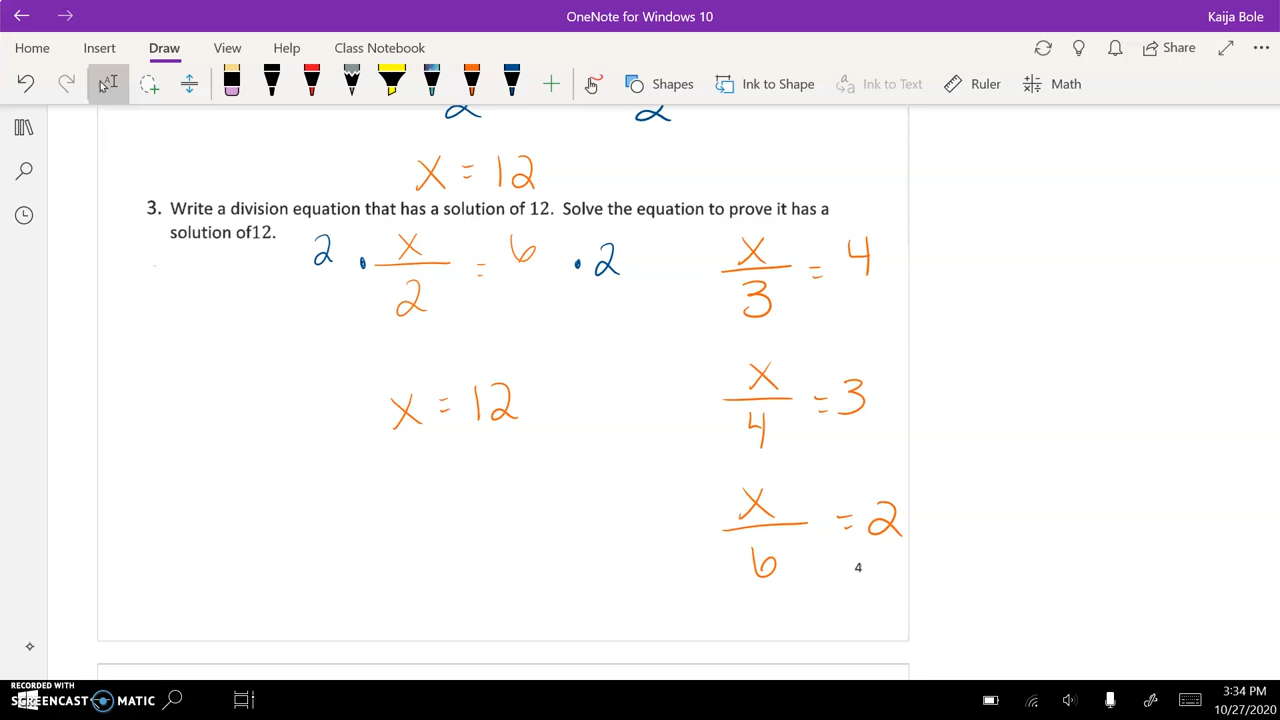 OneNote for Windows 10
Kaija Bole
Home Insert Draw View Help Class Notebook Share
Shapes Ink to Shape Ink to Text Ruler Math
2 2
x = 12
3. Write a division equation that has a solution of 12. Solve the equation to prove it has a
solution of12.
2 · x/2 = 6 · 2
x/3 = 4
x = 12
x/4 = 3
x/6 = 2
4
RECORDED WITH
SCREENCAST MATIC
3:34 PM
10/27/2020